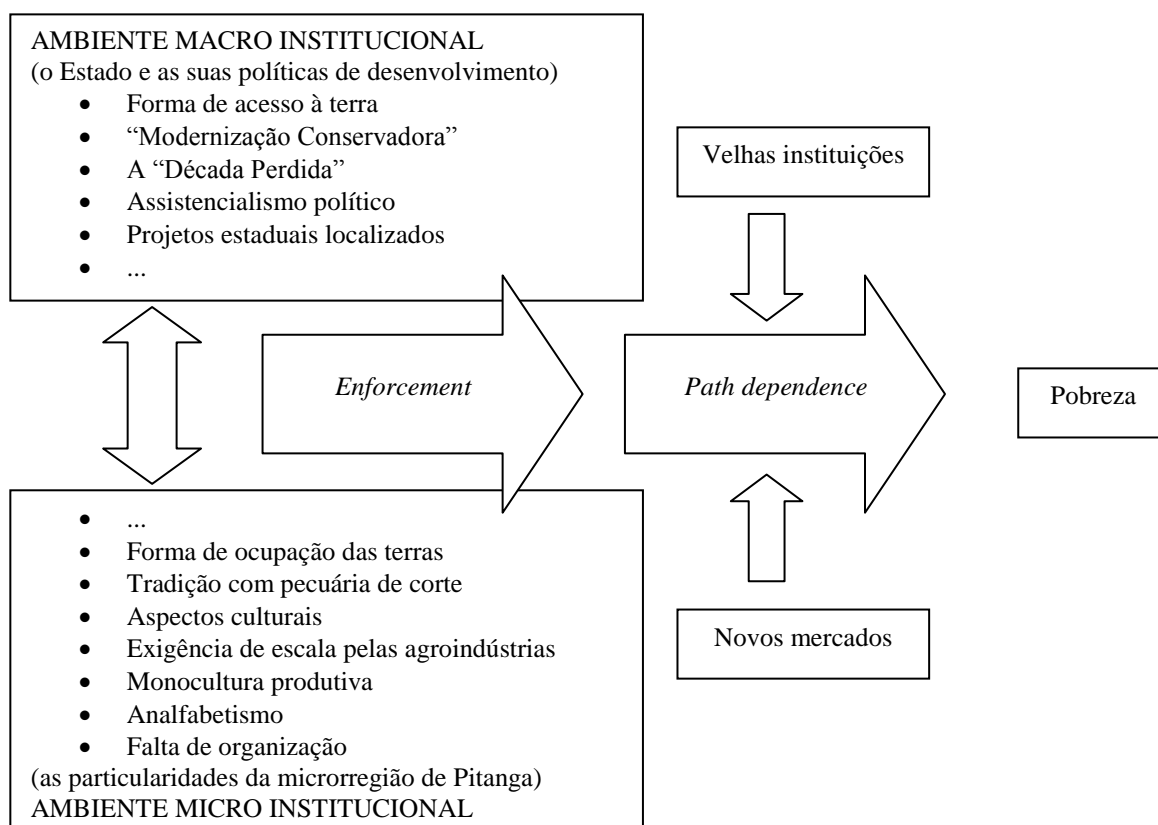 AMBIENTE MACRO INSTITUCIONAL
(o Estado e as suas políticas de desenvolvimento)
• Forma de acesso à terra
• “Modernização Conservadora”
• A “Década Perdida”
• Assistencialismo político
• Projetos estaduais localizados
• ...
Velhas instituições
Enforcement
Path dependence
Pobreza
• ...
• Forma de ocupação das terras
• Tradição com pecuária de corte
• Aspectos culturais
• Exigência de escala pelas agroindústrias
• Monocultura produtiva
• Analfabetismo
• Falta de organização
(as particularidades da microrregião de Pitanga)
AMBIENTE MICRO INSTITUCIONAL
Novos mercados